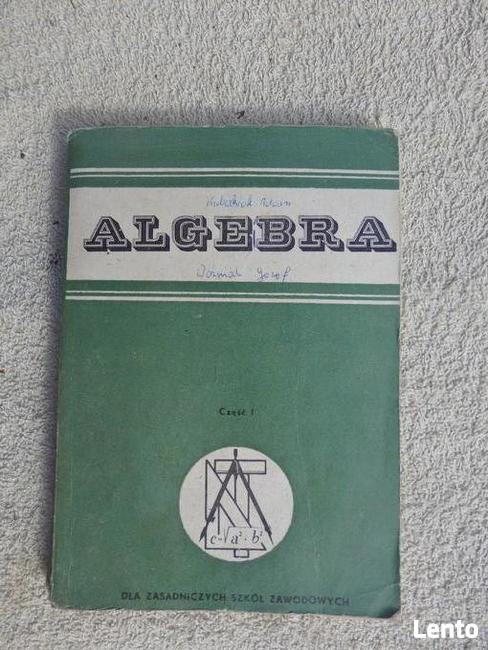 ALGEBRA
Część I
DLA ZASADNICZYCH SZKÓŁ ZAWODOWYCH
Lento